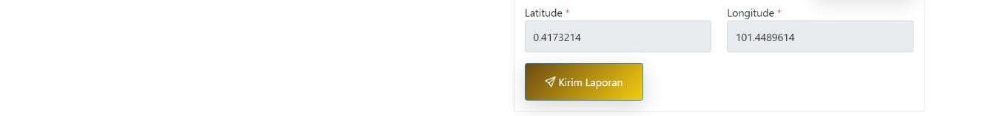 Latitude * Longitude *
0.4173214 101.4489614
Kirim Laporan